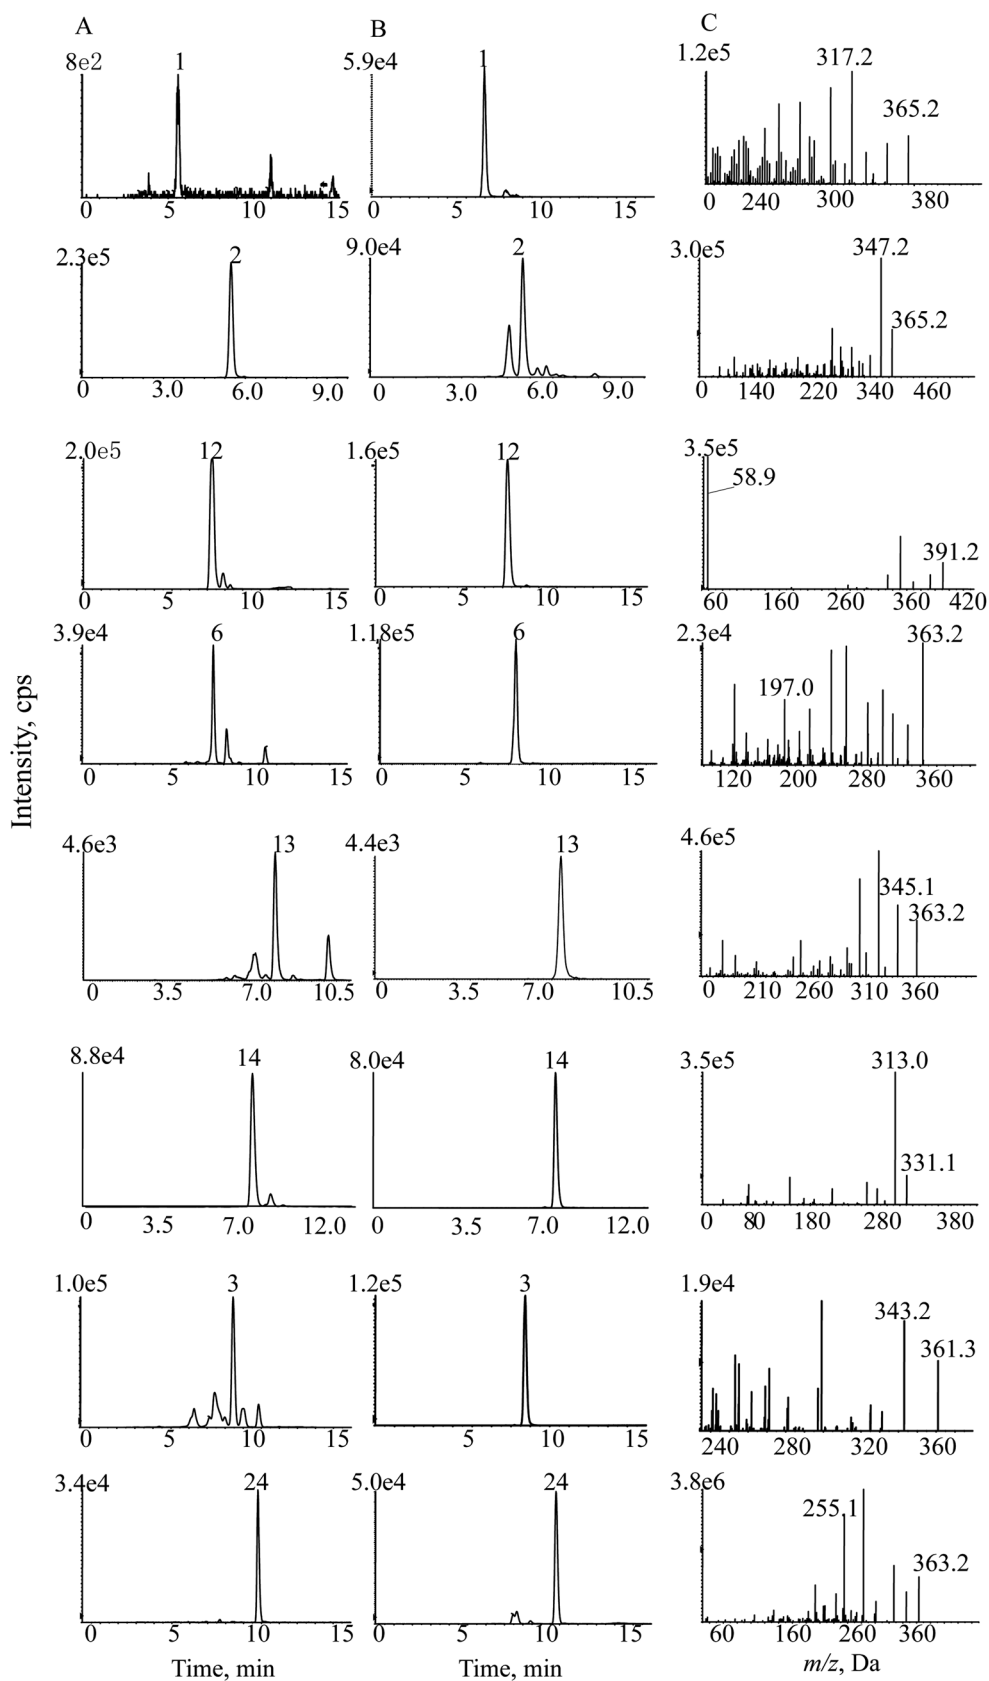 A B C
8e2 1 5.9e4 1 1.2e5 317.2
365.2
0 5 10 15 0 5 10 15 0 240 300 380
2.3e5 2 9.0e4 2 3.0e5 347.2
365.2
0 3.0 6.0 9.0 0 3.0 6.0 9.0 0 140 220 340 460
2.0e5 12 1.6e5 12 3.5e5
58.9
391.2
0 5 10 15 0 5 10 15 60 160 260 360 420
3.9e4 6 1.18e5 6 2.3e4 363.2
197.0
0 5 10 15 0 5 10 15 120 200 280 360
Intensity, cps
4.6e3 13 4.4e3 13 4.6e5
345.1
363.2
0 3.5 7.0 10.5 0 3.5 7.0 10.5 0 210 260 310 360
8.8e4 14 8.0e4 14 3.5e5 313.0
331.1
0 3.5 7.0 12.0 0 3.5 7.0 12.0 0 80 180 280 380
1.0e5 3 1.2e5 3 1.9e4
343.2
361.3
5 10 15 5 10 15 240 280 320 360
3.4e4 24 5.0e4 24 3.8e6
255.1
363.2
0 5 10 15 0 5 10 15 60 160 260 360
Time, min Time, min m/z, Da